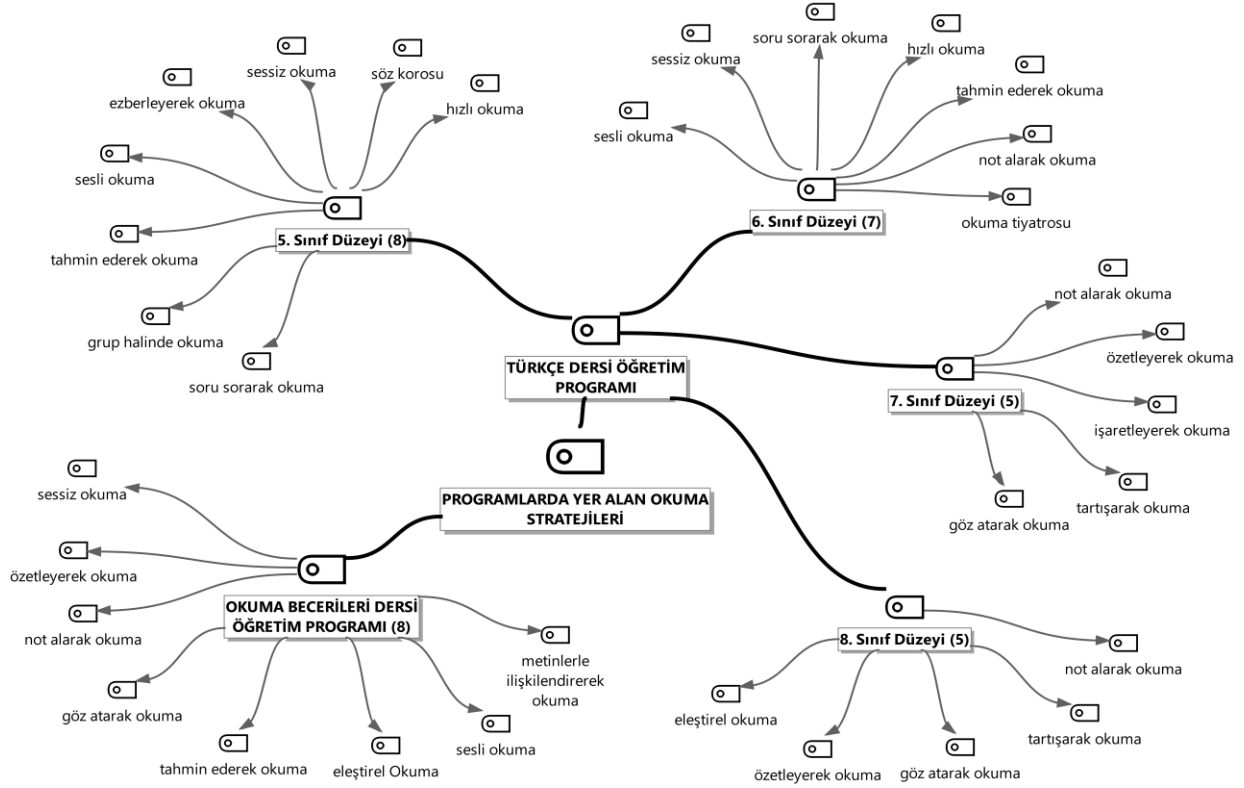 sessiz okuma
söz korosu
ezberleyerek okuma
hızlı okuma
sesli okuma
tahmin ederek okuma
5. Sınıf Düzeyi (8)
grup halinde okuma
soru sorarak okuma
soru sorarak okuma
sessiz okuma
hızlı okuma
tahmin ederek okuma
sesli okuma
not alarak okuma
okuma tiyatrosu
6. Sınıf Düzeyi (7)
not alarak okuma
özetleyerek okuma
7. Sınıf Düzeyi (5)
işaretleyerek okuma
tartışarak okuma
göz atarak okuma
TÜRKÇE DERSİ ÖĞRETİM
PROGRAMI
PROGRAMLARDA YER ALAN OKUMA
STRATEJİLERİ
sessiz okuma
özetleyerek okuma
not alarak okuma
OKUMA BECERİLERİ DERSİ
ÖĞRETİM PROGRAMI (8)
metinlerle
ilişkilendirerek
okuma
göz atarak okuma
tahmin ederek okuma
eleştirel Okuma
sesli okuma
8. Sınıf Düzeyi (5)
not alarak okuma
eleştirel okuma
tartışarak okuma
özetleyerek okuma
göz atarak okuma